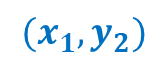 (x₁, y₂)